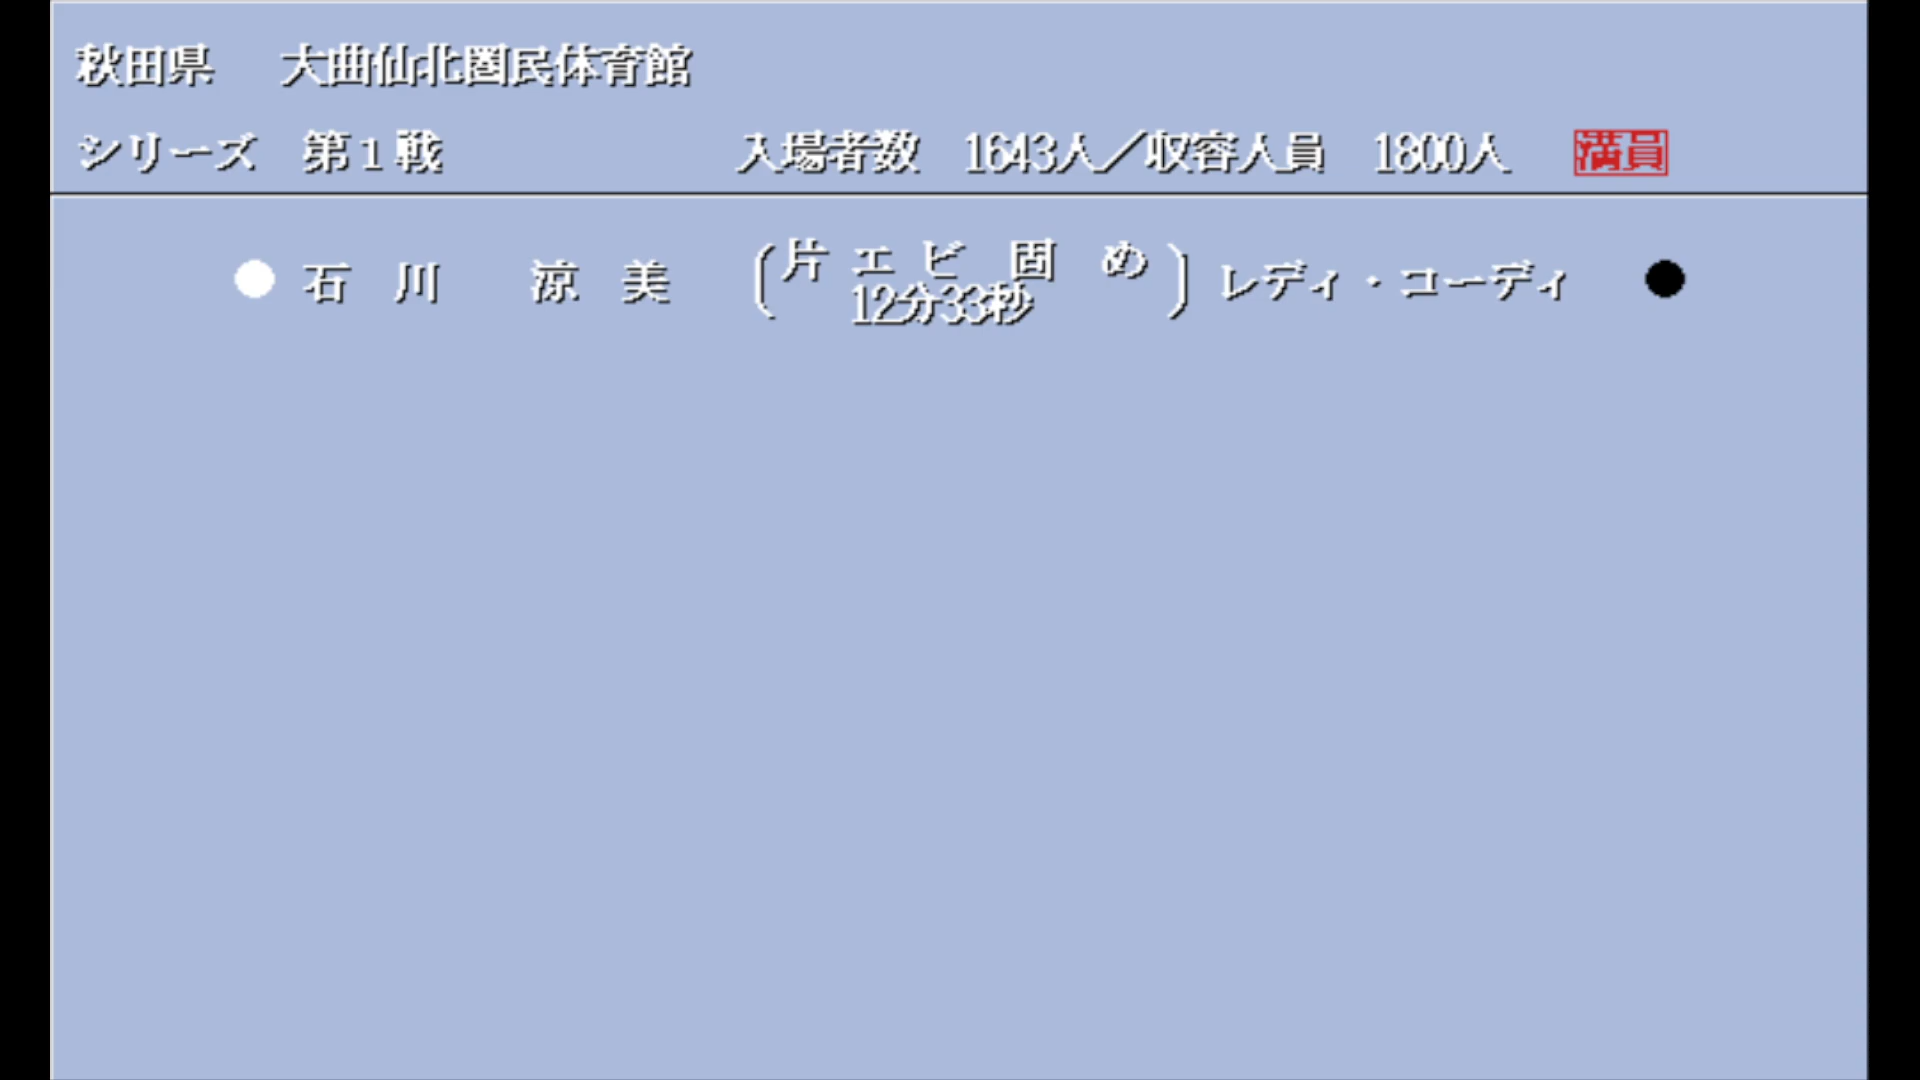 秋田県　大曲仙北圏民体育館
シリーズ　第１戦　入場者数　1643人／収容人員　1800人　満員
○ 石川　涼美　（片エビ固め　12分33秒）　レディ・コーディ ●